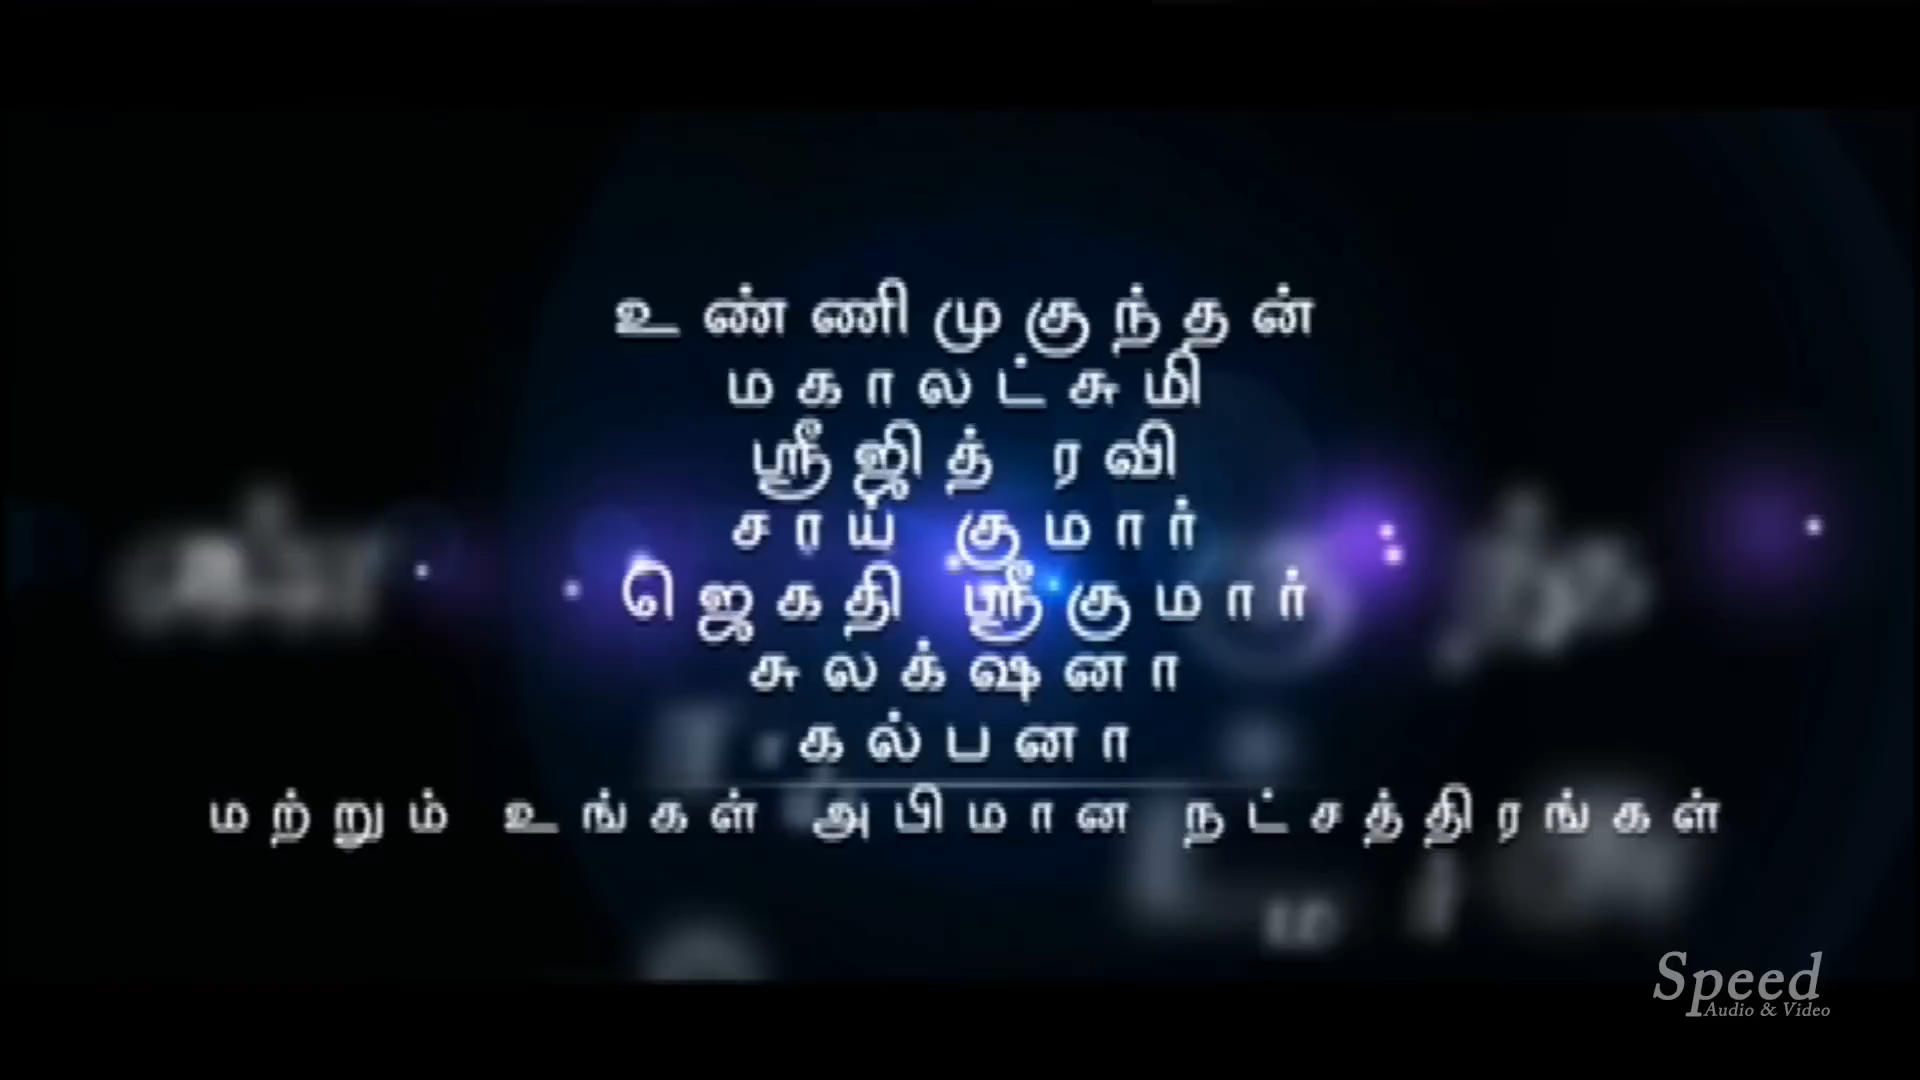 உண்ணிமுகுந்தன்
மகாலட்சுமி
ஸ்ரீஜித் ரவி
சாய் குமார்
ஜெகதி ஸ்ரீகுமார்
சுலக்ஷனா
கல்பனா
மற்றும் உங்கள் அபிமான நட்சத்திரங்கள்
Speed
Audio & Video